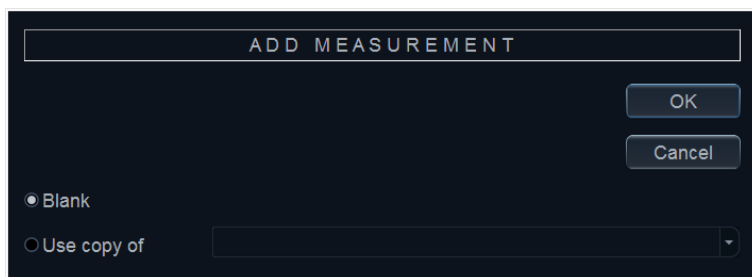 ADD MEASUREMENT
OK
Cancel
Blank
Use copy of